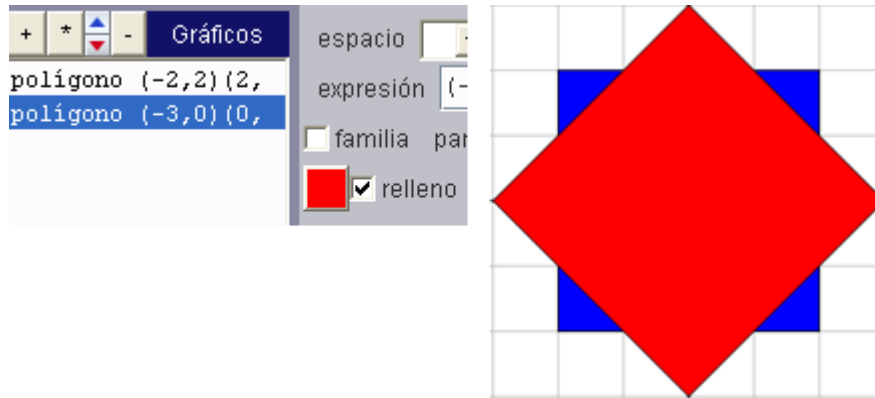 + * - Gráficos
polígono (-2,2)(2,
polígono (-3,0)(0,
espacio
expresión (-
familia par
relleno